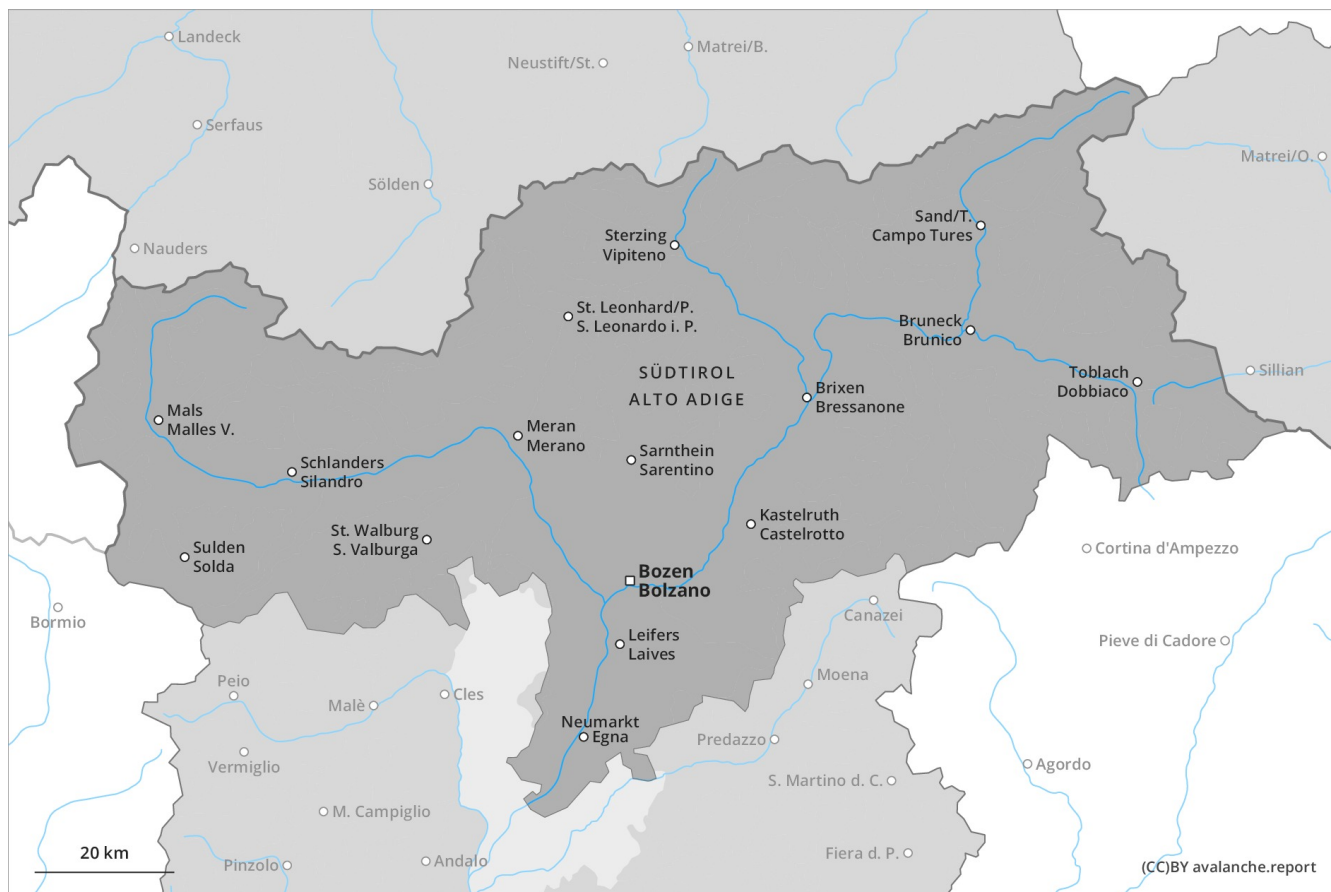 Landeck
Matrei/B.
Neustift/St.
Serfaus
Matrei/O.
Sölden
Sand/T.
Campo Tures
Sterzing
Vipiteno
Nauders
St. Leonhard/P.
S. Leonardo i. P.
Bruneck
Brunico
SÜDTIROL
ALTO ADIGE
Toblach
Dobbiaco
Sillian
Brixen
Bressanone
Mals
Malles V.
Meran
Merano
Sarnthein
Sarentino
Schlanders
Silandro
Kastelruth
Castelrotto
St. Walburg
S. Valburga
Sulden
Solda
Cortina d'Ampezzo
Bozen
Bolzano
Bormio
Canazei
Leifers
Laives
Pieve di Cadore
Moena
Peio
Malè
Cles
Neumarkt
Egna
Predazzo
Vermiglio
Agordo
S. Martino d. C.
M. Campiglio
20 km
Pinzolo
Andalo
Fiera d. P.
(CC)BY avalanche.report